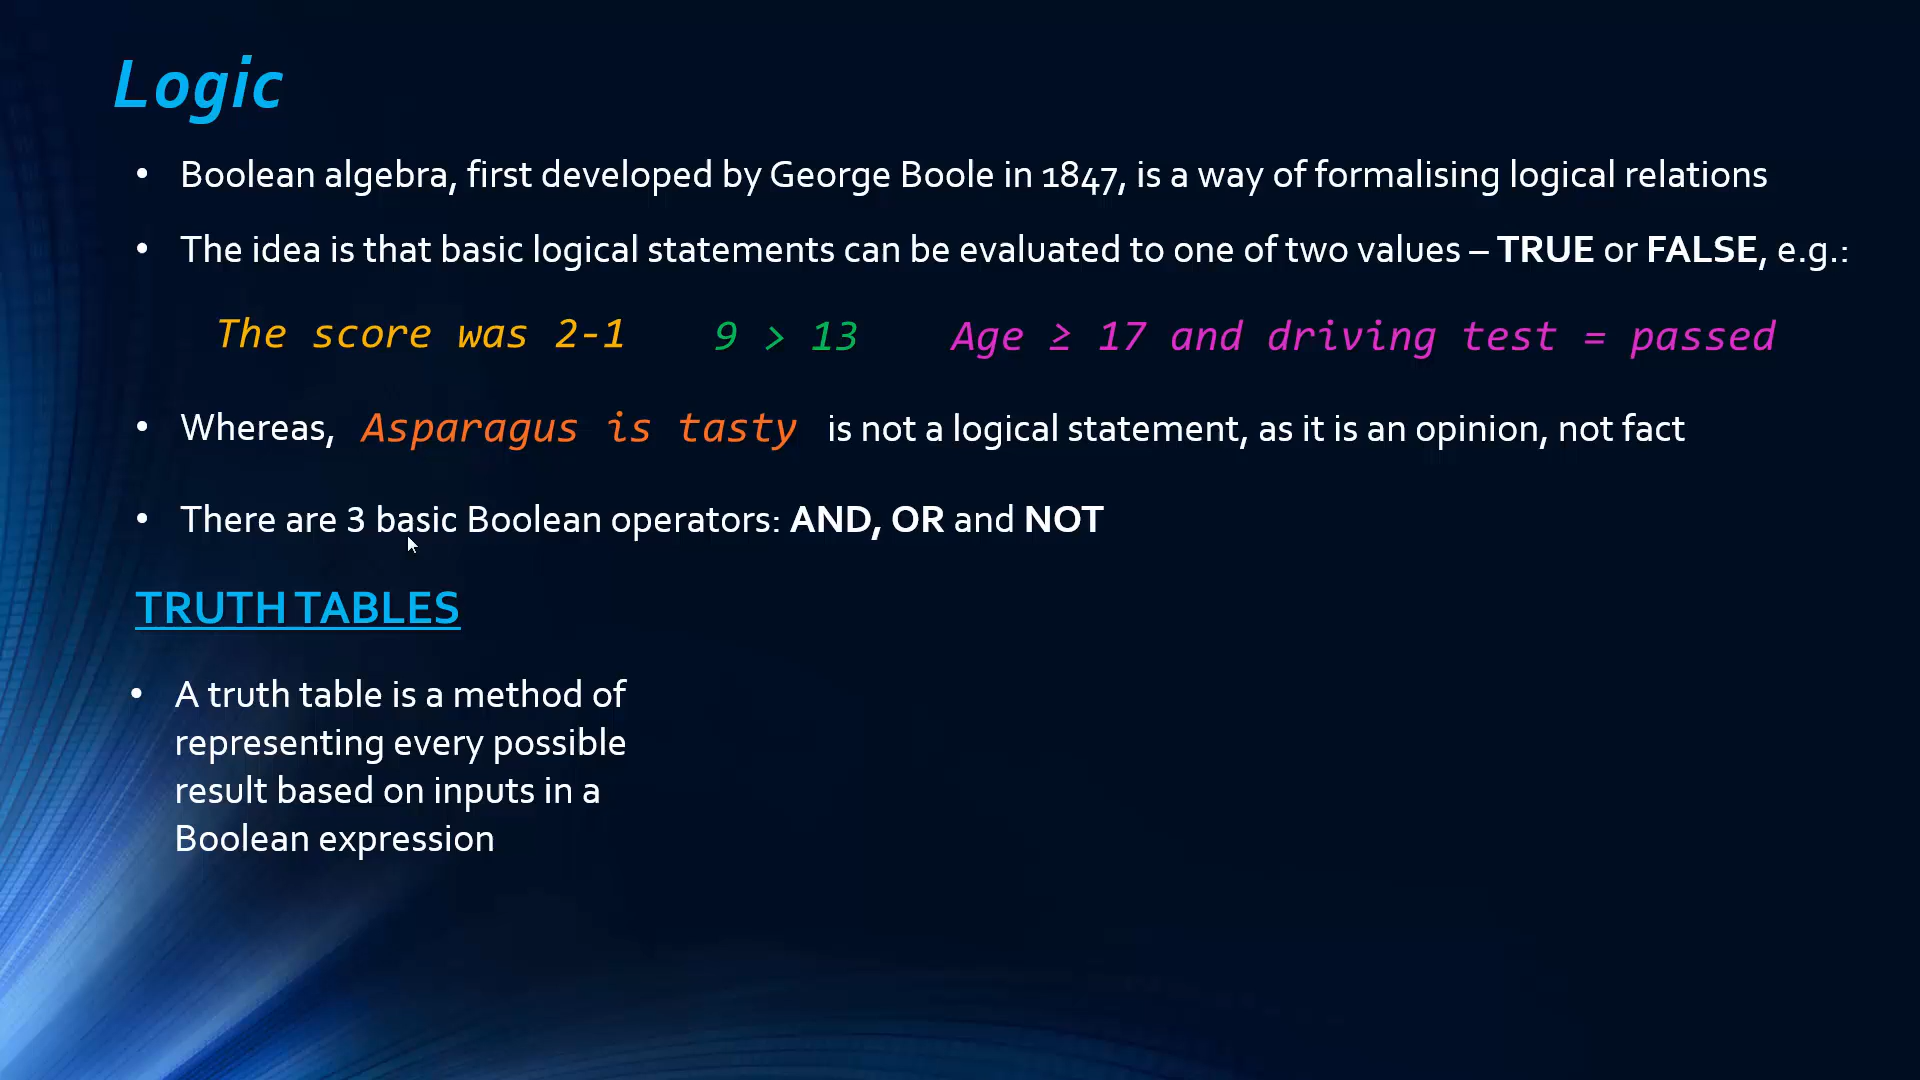 Logic
• Boolean algebra, first developed by George Boole in 1847, is a way of formalising logical relations
• The idea is that basic logical statements can be evaluated to one of two values – TRUE or FALSE, e.g.:
The score was 2-1 9 > 13 Age ≥ 17 and driving test = passed
• Whereas, Asparagus is tasty is not a logical statement, as it is an opinion, not fact
• There are 3 basic Boolean operators: AND, OR and NOT
TRUTH TABLES
• A truth table is a method of
representing every possible
result based on inputs in a
Boolean expression